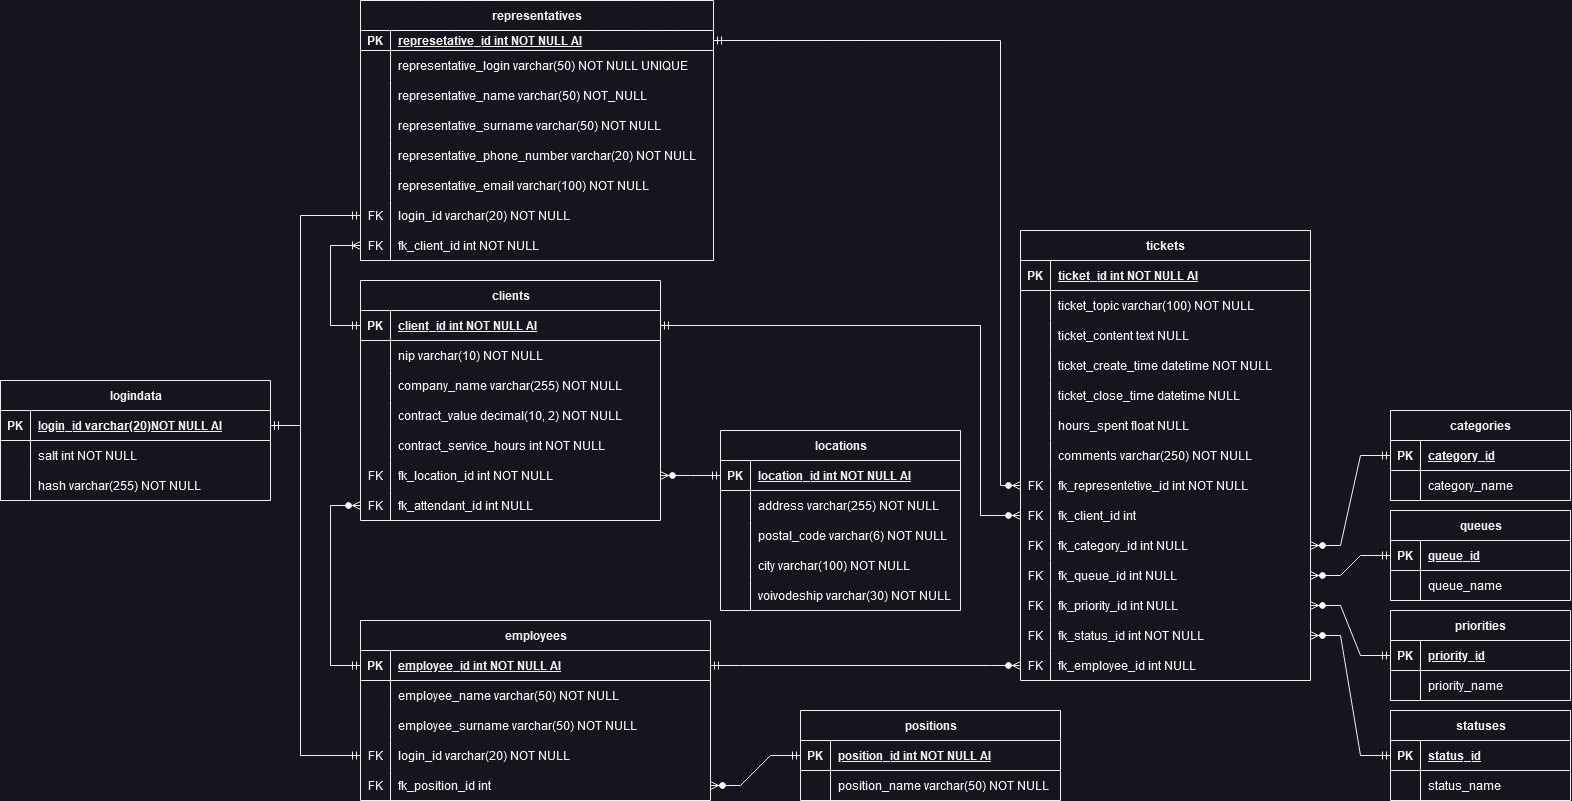 representatives
PK represetative_id int NOT NULL AI
representative_login varchar(50) NOT NULL UNIQUE
representative_name varchar(50) NOT_NULL
representative_surname varchar(50) NOT NULL
representative_phone_number varchar(20) NOT NULL
representative_email varchar(100) NOT NULL
FK login_id varchar(20) NOT NULL
FK fk_client_id int NOT NULL
clients
PK client_id int NOT NULL AI
nip varchar(10) NOT NULL
company_name varchar(255) NOT NULL
contract_value decimal(10, 2) NOT NULL
contract_service_hours int NOT NULL
FK fk_location_id int NOT NULL
FK fk_attendant_id int NULL
logindata
PK login_id varchar(20)NOT NULL AI
salt int NOT NULL
hash varchar(255) NOT NULL
locations
PK location_id int NOT NULL AI
address varchar(255) NOT NULL
postal_code varchar(6) NOT NULL
city varchar(100) NOT NULL
voivodeship varchar(30) NOT NULL
employees
PK employee_id int NOT NULL AI
employee_name varchar(50) NOT NULL
employee_surname varchar(50) NOT NULL
FK login_id varchar(20) NOT NULL
FK fk_position_id int
positions
PK position_id int NOT NULL AI
position_name varchar(50) NOT NULL
tickets
PK ticket_id int NOT NULL AI
ticket_topic varchar(100) NOT NULL
ticket_content text NULL
ticket_create_time datetime NOT NULL
ticket_close_time datetime NULL
hours_spent float NULL
comments varchar(250) NOT NULL
FK fk_representetive_id int NOT NULL
FK fk_client_id int
FK fk_category_id int NULL
FK fk_queue_id int NULL
FK fk_priority_id int NULL
FK fk_status_id int NOT NULL
FK fk_employee_id int NULL
categories
PK category_id
category_name
queues
PK queue_id
queue_name
priorities
PK priority_id
priority_name
statuses
PK status_id
status_name